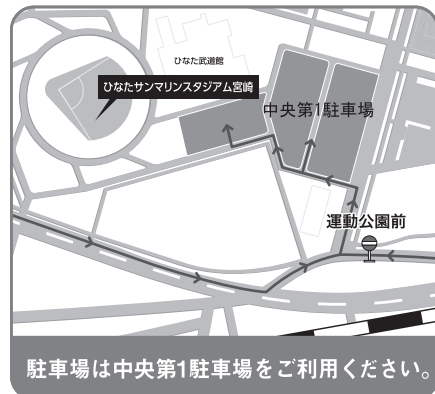 ひなた武道館
ひなたサンマリンスタジアム宮崎
中央第1駐車場
運動公園前
駐車場は中央第1駐車場をご利用ください。